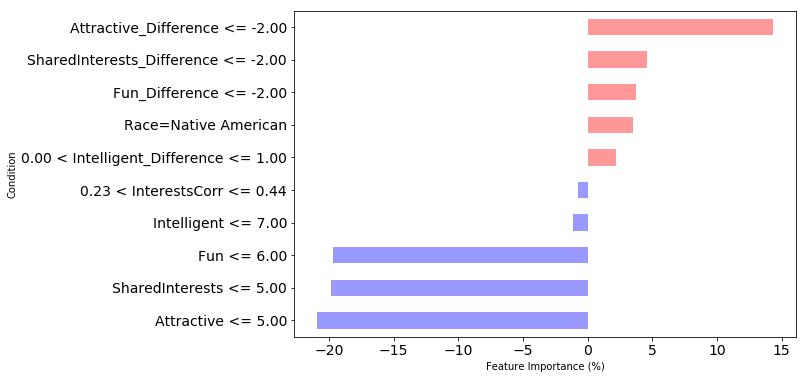 Attractive_Difference <= -2.00
SharedInterests_Difference <= -2.00
Fun_Difference <= -2.00
Race=Native American
0.00 < Intelligent_Difference <= 1.00
0.23 < InterestsCorr <= 0.44
Intelligent <= 7.00
Fun <= 6.00
SharedInterests <= 5.00
Attractive <= 5.00
Condition
−20 −15 −10 −5 0 5 10 15
Feature Importance (%)